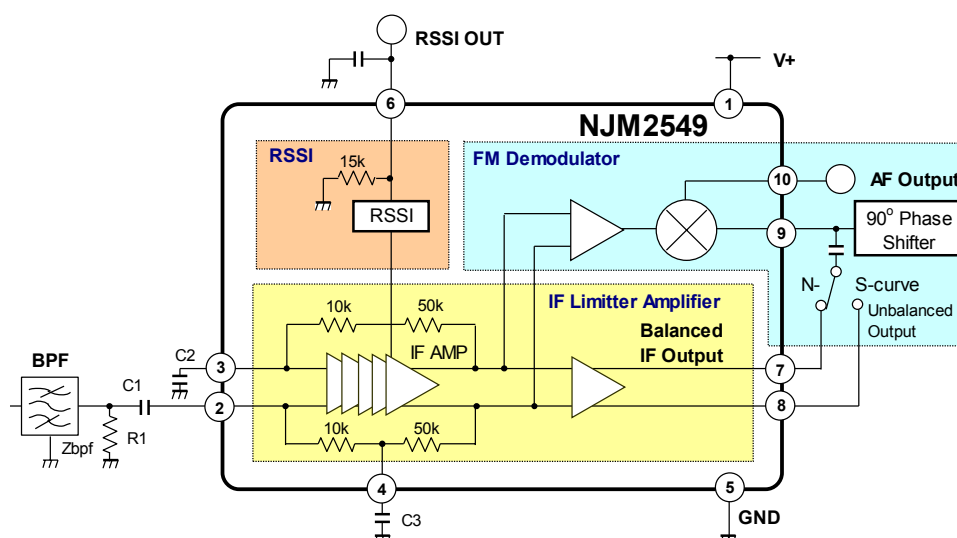 RSSI OUT
V+
6
1
NJM2549
RSSI
FM Demodulator
15k
10
AF Output
RSSI
9
90° Phase
Shifter
N-
S-curve
IF Limitter Amplifier
Unbalanced
Output
10k
50k
Balanced
IF Output
IF AMP
C2
3
7
BPF
C1
2
8
10k
50k
R1
Zbpf
4
5
C3
GND